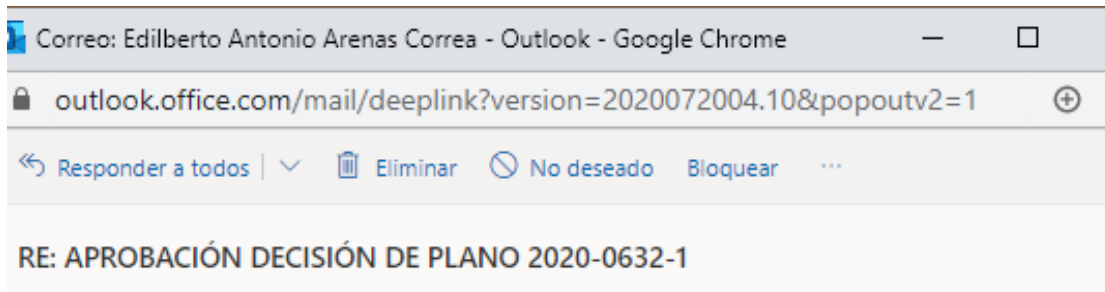 Correo: Edilberto Antonio Arenas Correa - Outlook - Google Chrome
outlook.office.com/mail/deeplink?version=2020072004.10&popoutv2=1
Responder a todos Eliminar No deseado Bloquear ...
RE: APROBACIÓN DECISIÓN DE PLANO 2020-0632-1